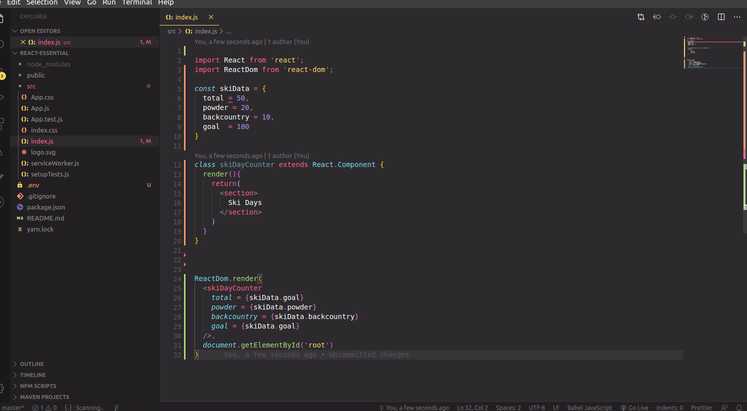 Edit Selection View Go Run Terminal Help
EXPLORER
OPEN EDITORS
index.js src 1, M
REACT-ESSENTIAL
node_modules
public
src
App.css
App.js
App.test.js
index.css
index.js 1, M
logo.svg
serviceWorker.js
setupTests.js
.env U
.gitignore
package.json
README.md
yarn.lock
OUTLINE
TIMELINE
NPM SCRIPTS
MAVEN PROJECTS
index.js
src > index.js > ...
You, a few seconds ago | 1 author (You)
1
2 import React from 'react';
3 import ReactDom from 'react-dom';
4
5 const skiData = {
6 total = 50,
7 powder = 20,
8 backcountry = 10,
9 goal = 100
10 }
11
You, a few seconds ago | 1 author (You)
12 class skiDayCounter extends React.Component {
13 render(){
14 return(
15 <section>
16 Ski Days
17 </section>
18 )
19 }
20 }
21
22
23
24 ReactDom.render(
25 <skiDayCounter
26 total = {skiData.goal}
27 powder = {skiData.powder}
28 backcountry = {skiData.backcountry}
29 goal = {skiData.goal}
30 />,
31 document.getElementById('root')
32 ) You, a few seconds ago • Uncommitted changes
master* 1 0 Scanning.. You, a few seconds ago Ln 32, Col 2 Spaces: 2 UTF-8 LF Babel JavaScript Go Live Indents: 0 Prettier